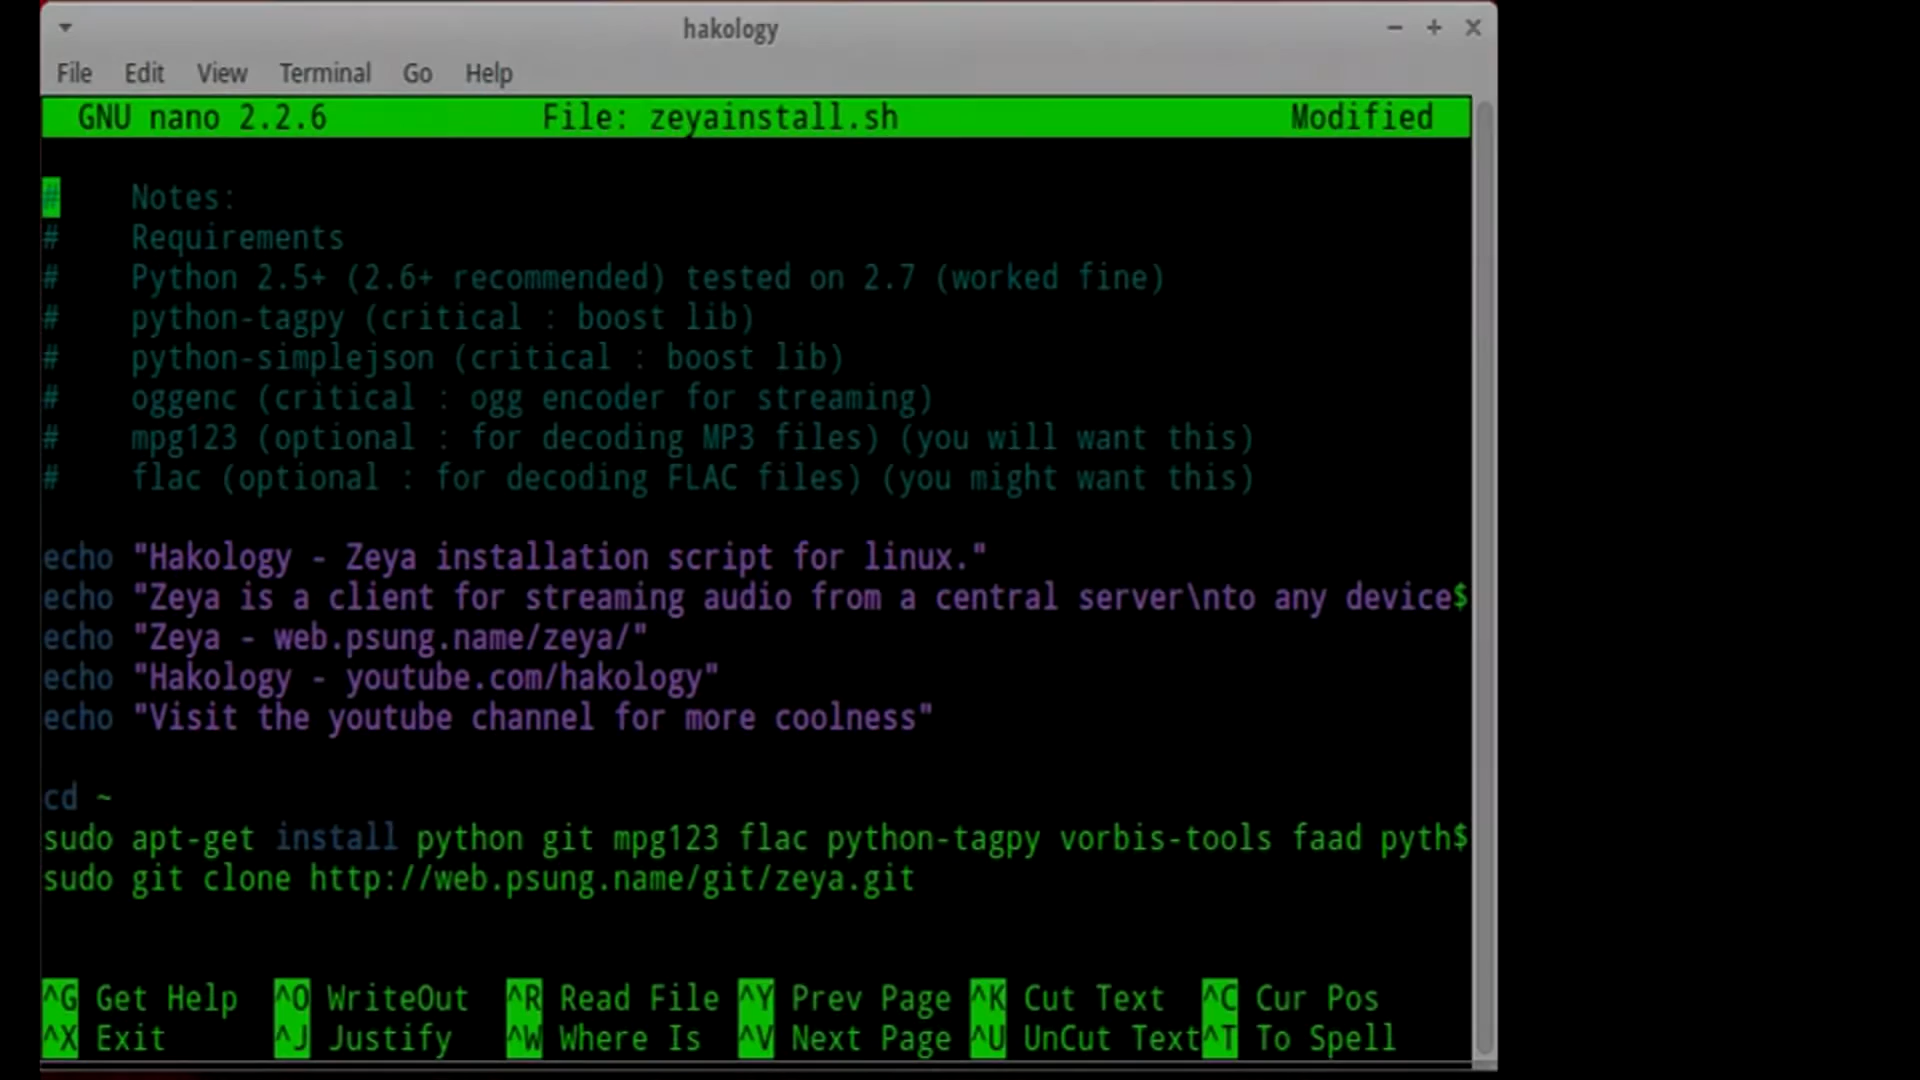 hakology
File Edit View Terminal Go Help
GNU nano 2.2.6 File: zeyainstall.sh Modified
# Notes:
# Requirements
# Python 2.5+ (2.6+ recommended) tested on 2.7 (worked fine)
# python-tagpy (critical : boost lib)
# python-simplejson (critical : boost lib)
# oggenc (critical : ogg encoder for streaming)
# mpg123 (optional : for decoding MP3 files) (you will want this)
# flac (optional : for decoding FLAC files) (you might want this)
echo "Hakology - Zeya installation script for linux."
echo "Zeya is a client for streaming audio from a central server\nto any device$
echo "Zeya - web.psung.name/zeya/"
echo "Hakology - youtube.com/hakology"
echo "Visit the youtube channel for more coolness"
cd ~
sudo apt-get install python git mpg123 flac python-tagpy vorbis-tools faad pyth$
sudo git clone http://web.psung.name/git/zeya.git
^G Get Help ^O WriteOut ^R Read File ^Y Prev Page ^K Cut Text ^C Cur Pos
^X Exit ^J Justify ^W Where Is ^V Next Page ^U UnCut Text ^T To Spell